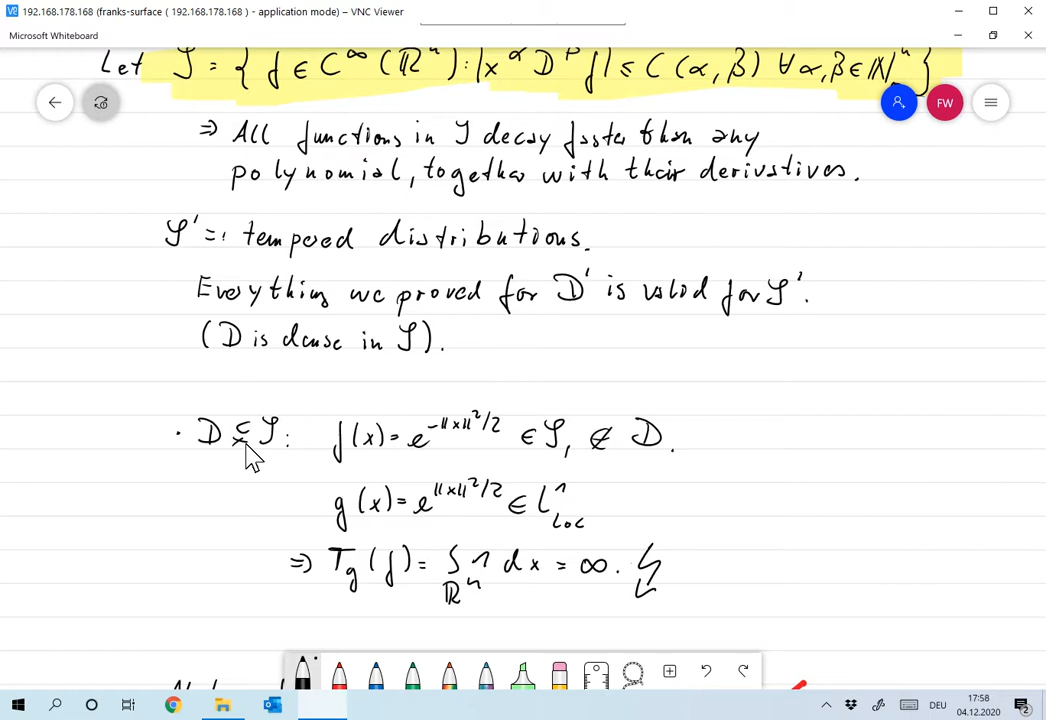 192.168.178.168 (franks-surface ( 192.168.178.168 ) - application mode) – VNC Viewer
Microsoft Whiteboard
Let 𝒮 = { f ∈ C^∞ (ℝ^n) : |x^α D^β f| ≤ C(α, β) ∀ α, β ∈ ℕ^n }
FW
⇒ All functions in 𝒮 decay faster than any
polynomial, together with their derivatives.
𝒮' = tempered distributions.
Everything we proved for D' is valid for 𝒮'.
(D is dense in 𝒮).
· D ⊊ 𝒮 : f(x) = e^{-||x||^2/2} ∈ 𝒮, ∉ D.
g(x) = e^{||x||^2/2} ∈ L^1_loc
⇒ T_g (f) = ∫_{ℝ^n} 1 dx = ∞. ↯
DEU
17:58
04.12.2020
2